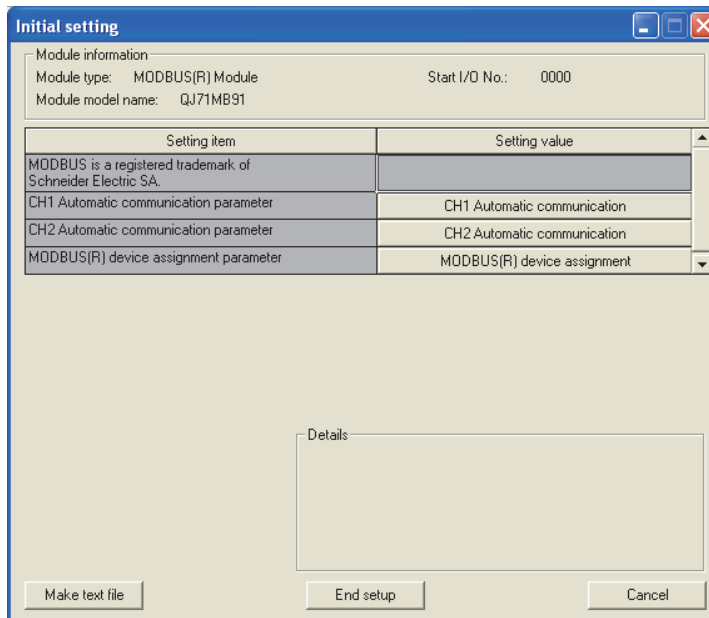 Initial setting
Module information
Module type: MODBUS(R) Module Start I/O No.: 0000
Module model name: QJ71MB91
Setting item Setting value
MODBUS is a registered trademark of
Schneider Electric SA.
CH1 Automatic communication parameter CH1 Automatic communication
CH2 Automatic communication parameter CH2 Automatic communication
MODBUS(R) device assignment parameter MODBUS(R) device assignment
Details
Make text file End setup Cancel